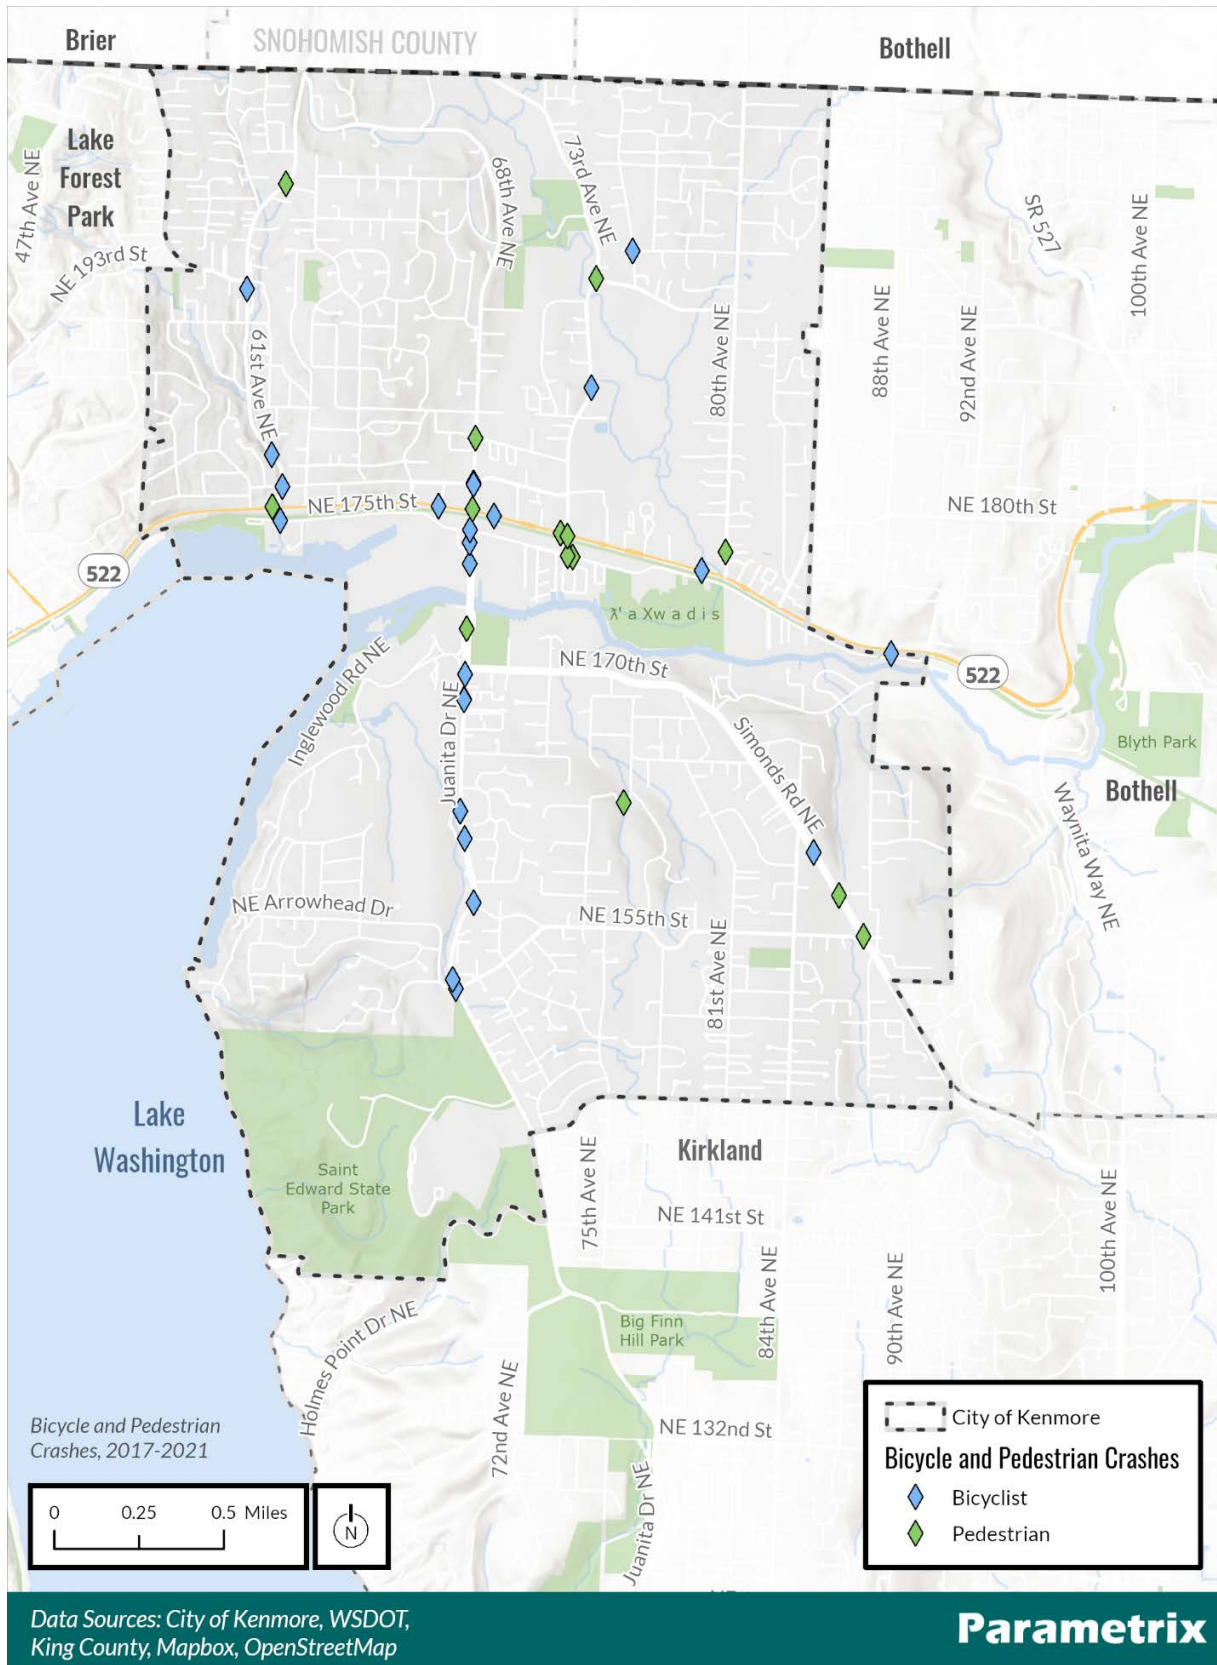 Brier
SNOHOMISH COUNTY
Bothell
Lake
Forest
Park
47th Ave NE
NE 193rd St
68th Ave NE
73rd Ave NE
SR 527
100th Ave NE
61st Ave NE
80th Ave NE
88th Ave NE
92nd Ave NE
NE 175th St
NE 180th St
522
ƛ' a Xw a d i s
Inglewood Rd NE
NE 170th St
522
Juanita Dr NE
Simonds Rd NE
Blyth Park
Bothell
Waynita Way NE
NE Arrowhead Dr
NE 155th St
81st Ave NE
Lake
Washington
Saint
Edward State
Park
Kirkland
75th Ave NE
NE 141st St
100th Ave NE
Holmes Point Dr NE
Big Finn
Hill Park
84th Ave NE
90th Ave NE
72nd Ave NE
NE 132nd St
Juanita Dr NE
Bicycle and Pedestrian
Crashes, 2017-2021
0 0.25 0.5 Miles
N
City of Kenmore
Bicycle and Pedestrian Crashes
Bicyclist
Pedestrian
Data Sources: City of Kenmore, WSDOT,
King County, Mapbox, OpenStreetMap
Parametrix